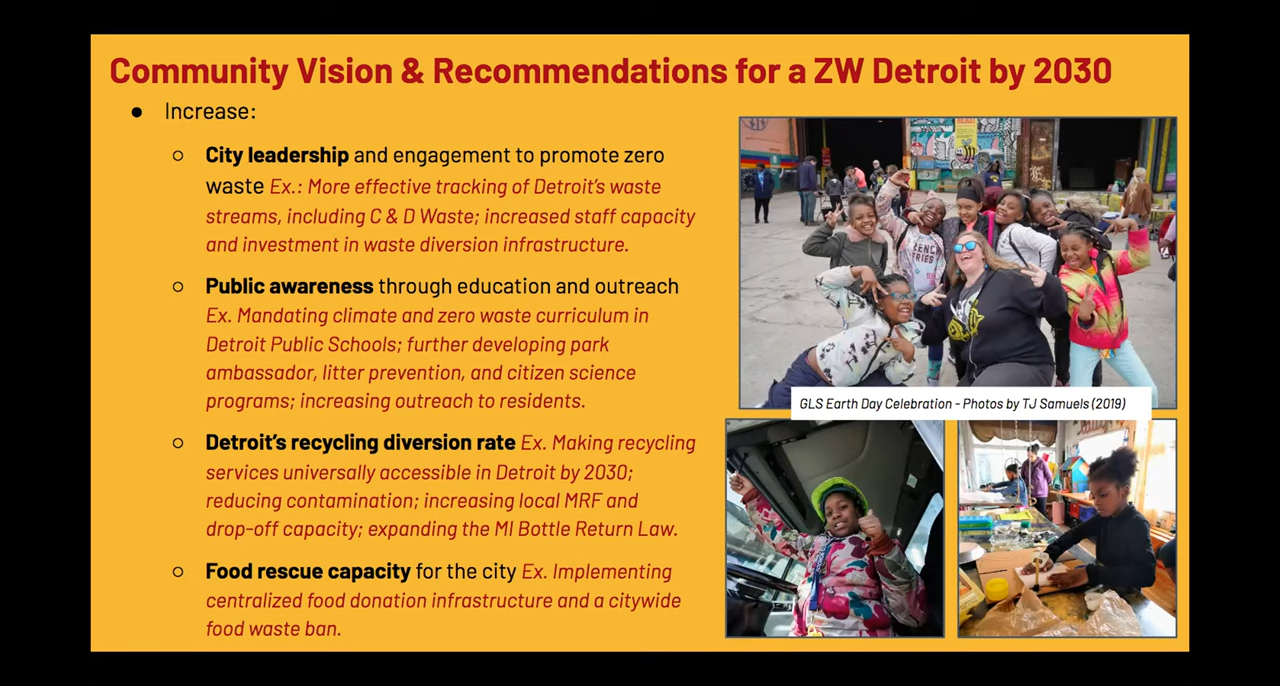 Community Vision & Recommendations for a ZW Detroit by 2030
● Increase:
○ City leadership and engagement to promote zero
waste Ex.: More effective tracking of Detroit's waste
streams, including C & D Waste; increased staff capacity
and investment in waste diversion infrastructure.
○ Public awareness through education and outreach
Ex. Mandating climate and zero waste curriculum in
Detroit Public Schools; further developing park
ambassador, litter prevention, and citizen science
programs; increasing outreach to residents.
○ Detroit's recycling diversion rate Ex. Making recycling
services universally accessible in Detroit by 2030;
reducing contamination; increasing local MRF and
drop-off capacity; expanding the MI Bottle Return Law.
○ Food rescue capacity for the city Ex. Implementing
centralized food donation infrastructure and a citywide
food waste ban.
GLS Earth Day Celebration - Photos by TJ Samuels (2019)